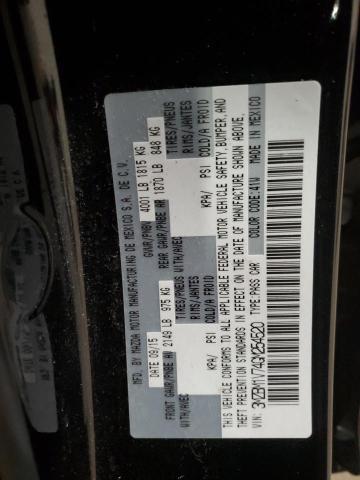 MFD. BY MAZDA MOTOR MANUFACTURING DE MEXICO S.A. DE C.V.
DATE 09/15 GVWR/PNBV 4001 LB 1815 KG
FRONT GAWR/PNBE AV 2149 LB 975 KG REAR GAWR/PNBE AR 1870 LB 848 KG
WITH/AVEC TIRES/PNEUS WITH/AVEC TIRES/PNEUS
RIMS/JANTES RIMS/JANTES
KPA/ PSI COLD/A FROID KPA/ PSI COLD/A FROID
THIS VEHICLE CONFORMS TO ALL APPLICABLE FEDERAL MOTOR VEHICLE SAFETY, BUMPER, AND
THEFT PREVENTION STANDARDS IN EFFECT ON THE DATE OF MANUFACTURE SHOWN ABOVE.
VIN: 3MZBM1J74GM254520 TYPE:PASS CAR COLOR CODE:41W MADE IN MEXICO